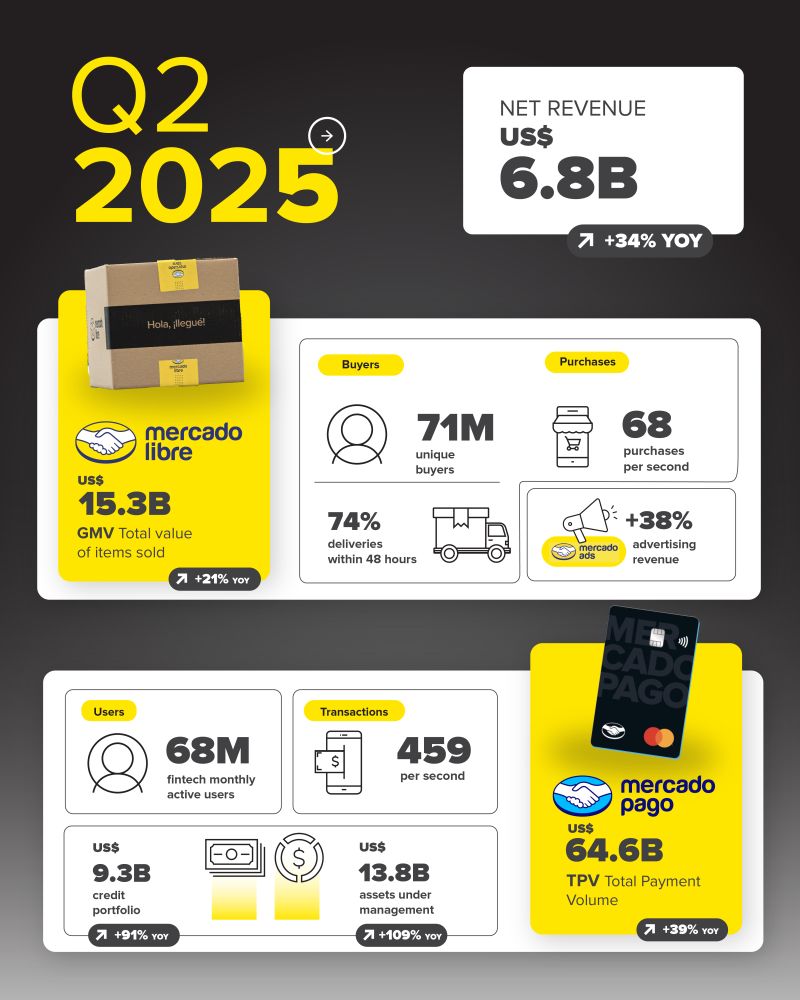 Q2
2025
NET REVENUE
US$
6.8B
+34% YOY
Hola, ¡llegué!
mercado
libre
mercado
libre
US$
15.3B
GMV Total value
of items sold
+21% YOY
Buyers
71M
unique
buyers
Purchases
68
purchases
per second
74%
deliveries
within 48 hours
+38%
mercado
ads
advertising
revenue
Users
68M
fintech monthly
active users
Transactions
$
459
per second
US$
9.3B
credit
portfolio
+91% YOY
$
US$
13.8B
assets under
management
+109% YOY
MER
CADO
PAGO
mercado
pago
US$
64.6B
TPV Total Payment
Volume
+39% YOY